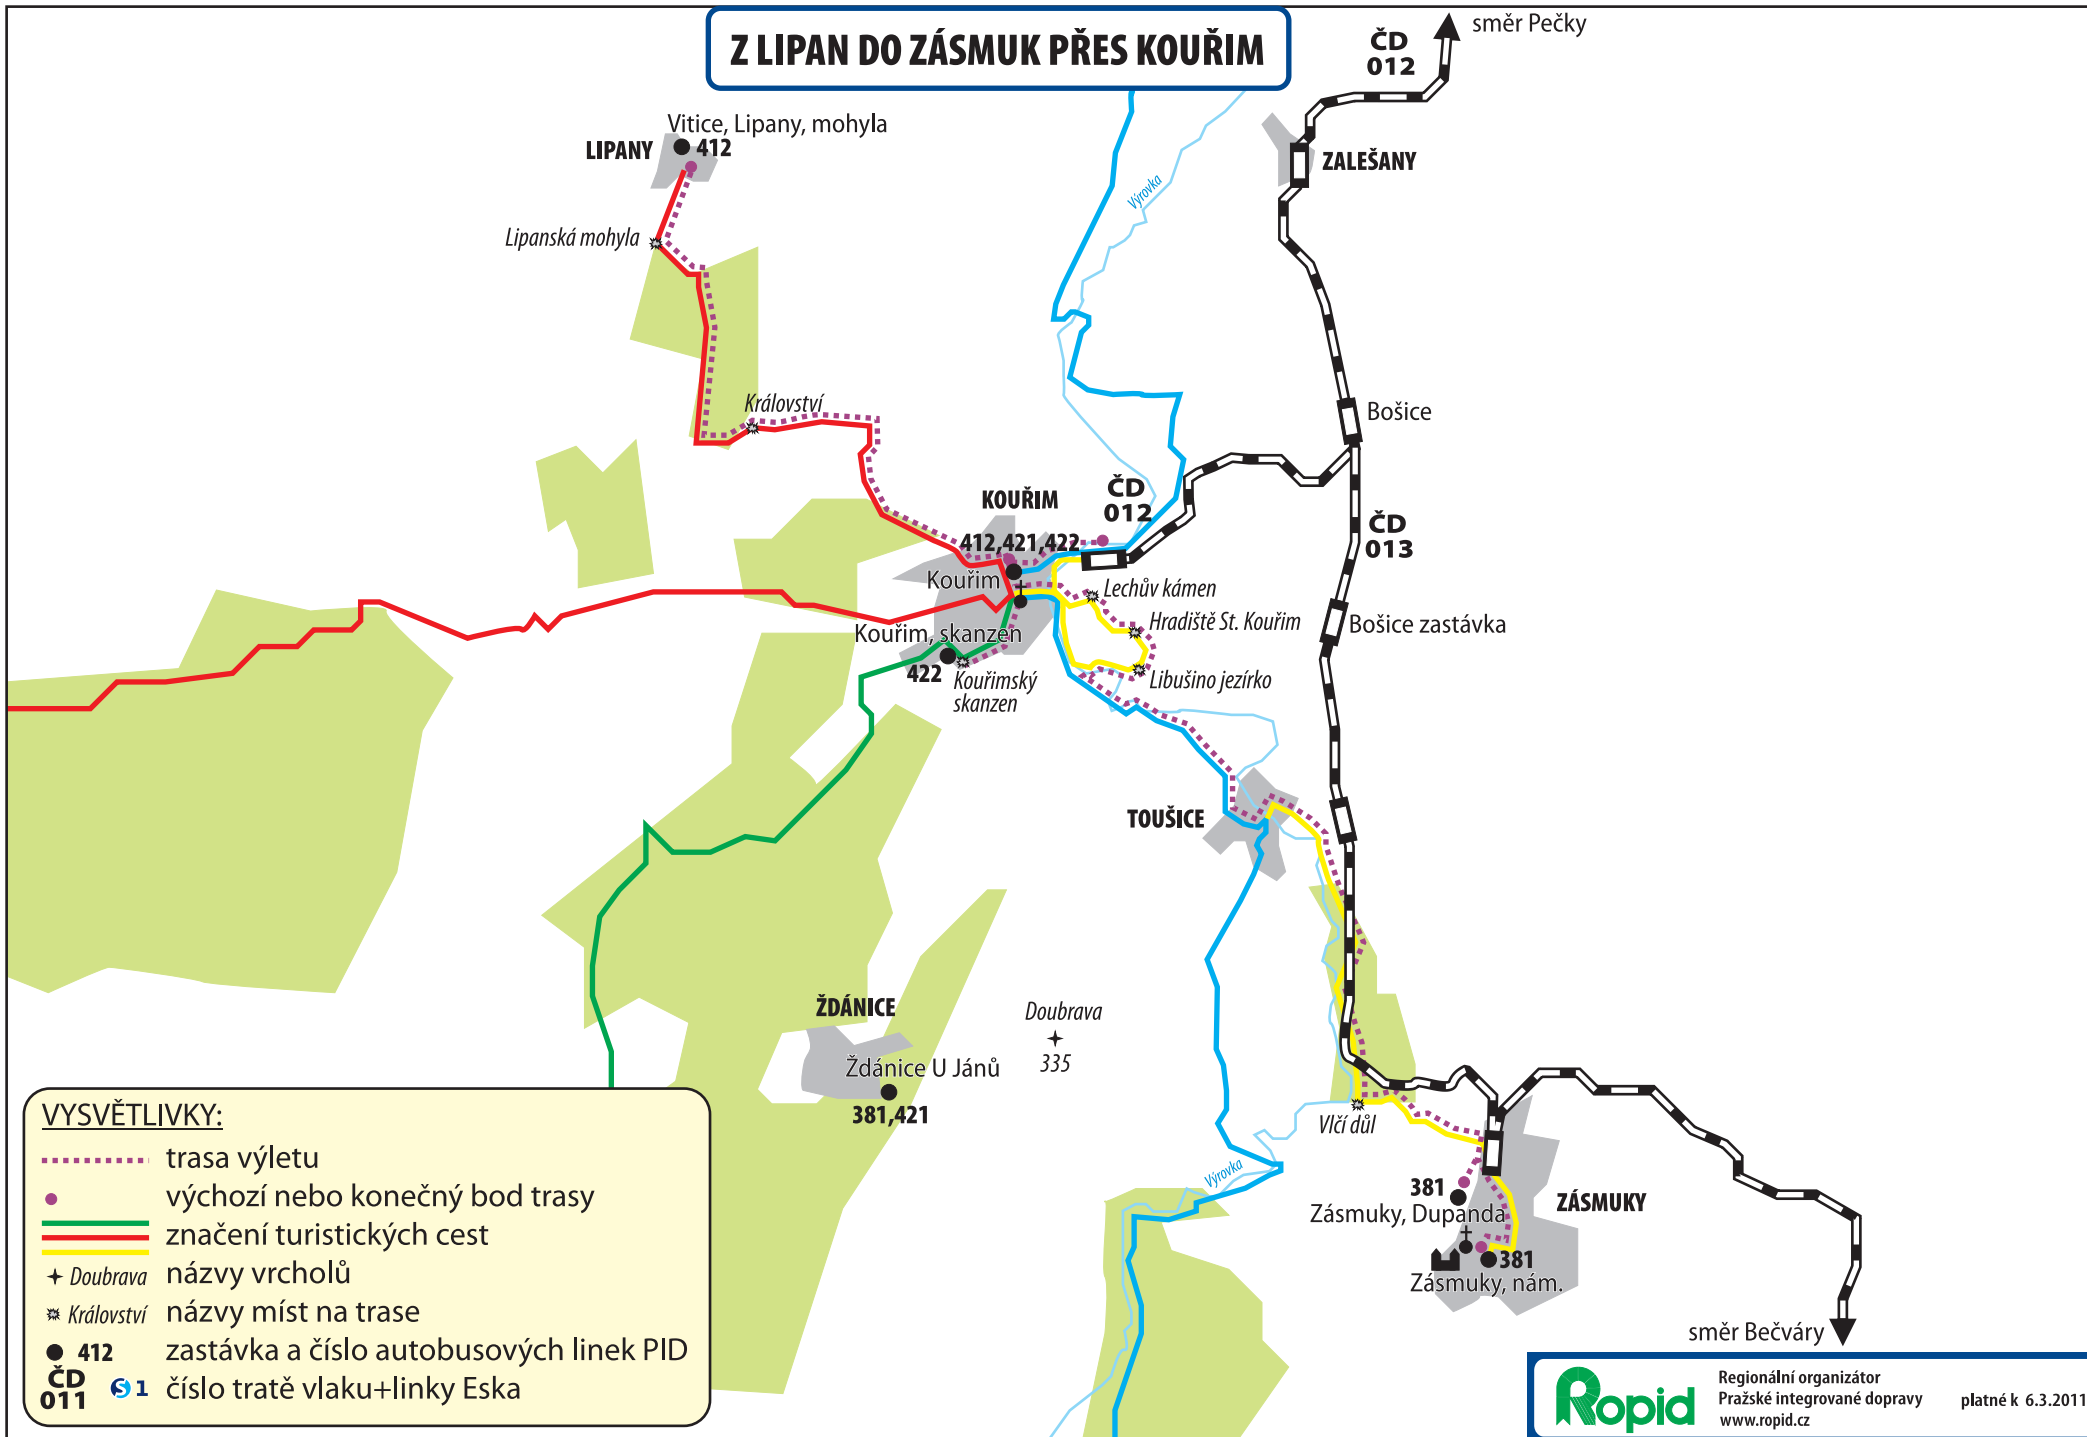 Z LIPAN DO ZÁSMUK PŘES KOUŘIM
směr Pečky
ČD
012
Vitice, Lipany, mohyla
LIPANY
412
ZALEŠANY
Výrovka
Lipanská mohyla
Království
Bošice
KOUŘIM
ČD
012
412,421,422
ČD
013
Kouřim
Lechův kámen
Hradiště St. Kouřim
Bošice zastávka
Kouřim, skanzen
422
Kouřimský
skanzen
Libušino jezírko
TOUŠICE
ŽDÁNICE
Doubrava
335
Ždánice U Jánů
381,421
Vlčí důl
Výrovka
381
Zásmuky, Dupanda
ZÁSMUKY
381
Zásmuky, nám.
směr Bečváry
VYSVĚTLIVKY:
trasa výletu
výchozí nebo konečný bod trasy
značení turistických cest
Doubrava názvy vrcholů
Království názvy míst na trase
412 zastávka a číslo autobusových linek PID
ČD
011 S 1 číslo tratě vlaku+linky Eska
Ropid
Regionální organizátor
Pražské integrované dopravy
www.ropid.cz
platné k 6.3.2011